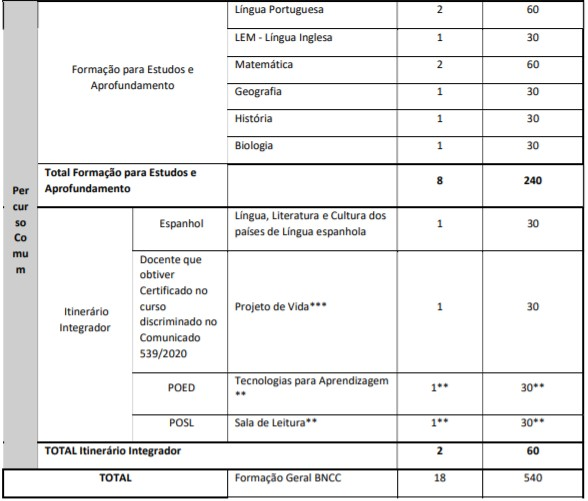 Língua Portuguesa 2 60
LEM - Língua Inglesa 1 30
Formação para Estudos e
Aprofundamento
Matemática 2 60
Geografia 1 30
História 1 30
Biologia 1 30
Total Formação para Estudos e
Aprofundamento
8 240
Per
cur
so
Co
mu
m
Itinerário
Integrador
Espanhol
Língua, Literatura e Cultura dos
países de Língua espanhola
1 30
Docente que
obtiver
Certificado no
curso
discriminado no
Comunicado
539/2020
Projeto de Vida*** 1 30
POED
Tecnologias para Aprendizagem
**
1** 30**
POSL Sala de Leitura** 1** 30**
TOTAL Itinerário Integrador 2 60
TOTAL Formação Geral BNCC 18 540